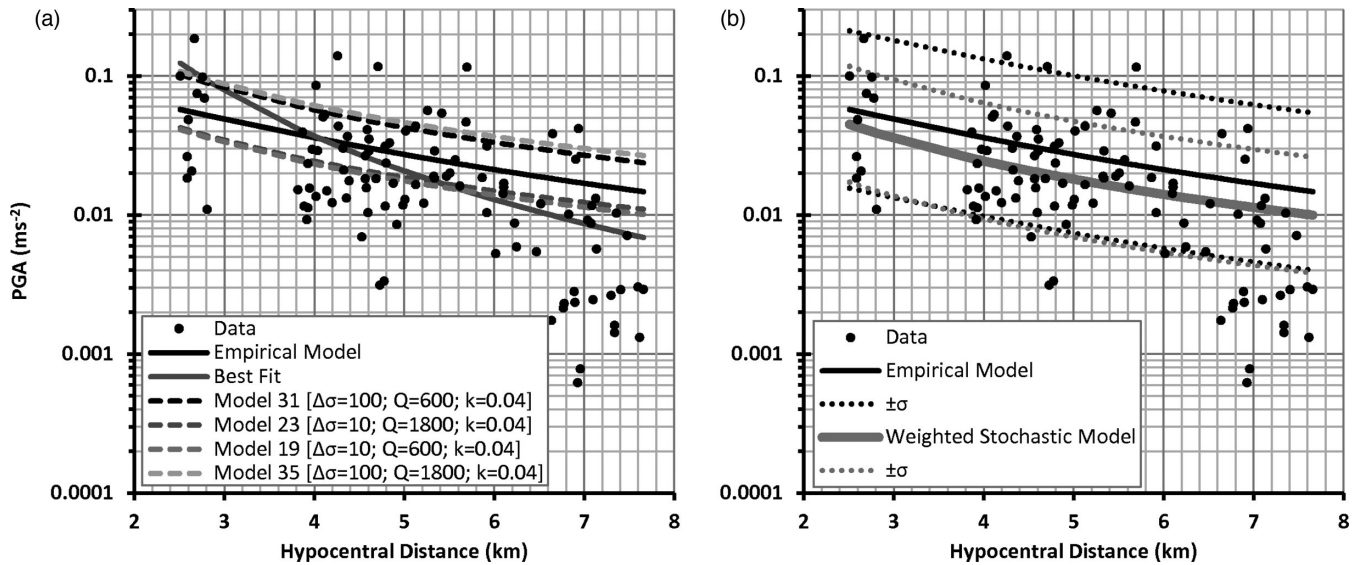 (a)
PGA (ms⁻²)
1
0.1
0.01
0.001
0.0001
Data
Empirical Model
Best Fit
Model 31 [Δσ=100; Q=600; k=0.04]
Model 23 [Δσ=10; Q=1800; k=0.04]
Model 19 [Δσ=10; Q=600; k=0.04]
Model 35 [Δσ=100; Q=1800; k=0.04]
2 3 4 5 6 7 8
Hypocentral Distance (km)
(b)
1
0.1
0.01
0.001
0.0001
Data
Empirical Model
±σ
Weighted Stochastic Model
±σ
2 3 4 5 6 7 8
Hypocentral Distance (km)